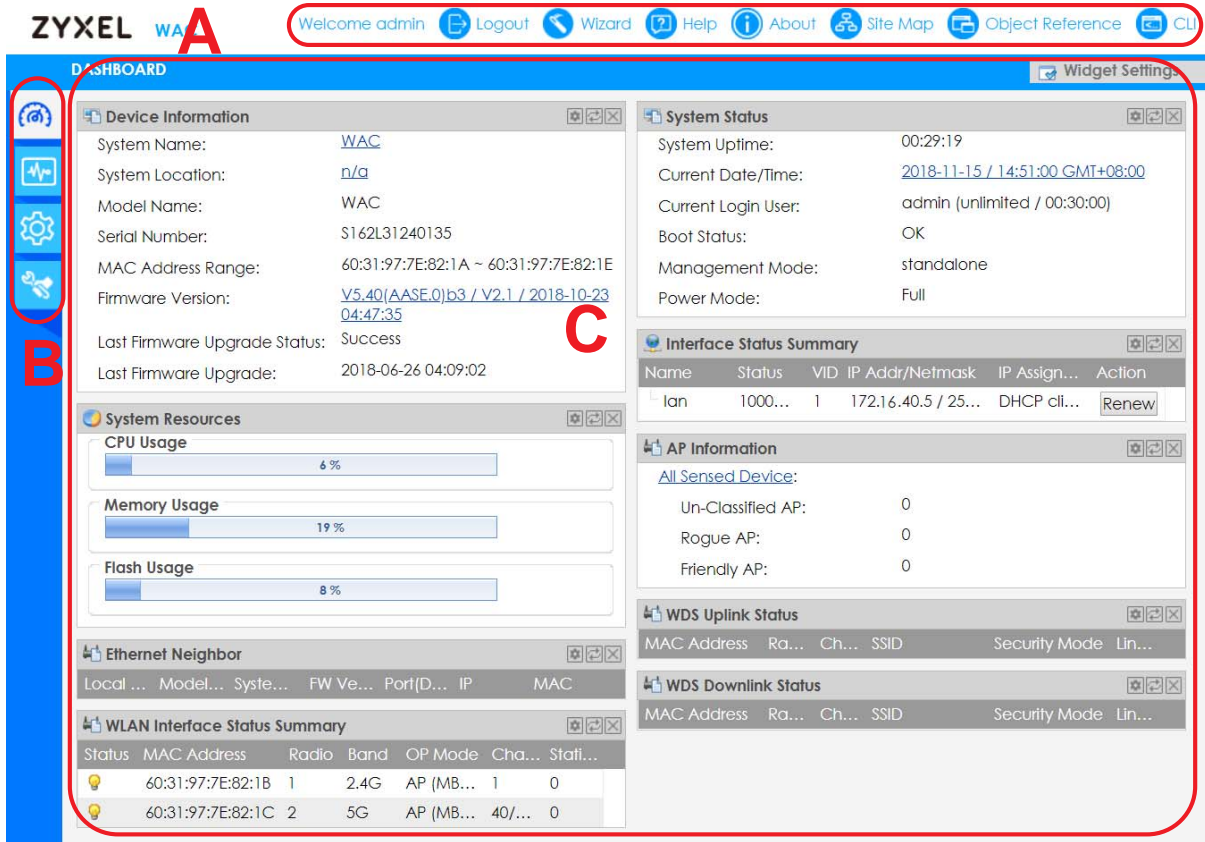 ZYXEL WAC
A
Welcome admin Logout Wizard Help About Site Map Object Reference CLI
DASHBOARD
Widget Settings
B
C
Device Information
System Name: WAC
System Location: n/a
Model Name: WAC
Serial Number: S162L31240135
MAC Address Range: 60:31:97:7E:82:1A ~ 60:31:97:7E:82:1E
Firmware Version: V5.40(AASE.0)b3 / V2.1 / 2018-10-23
04:47:35
Last Firmware Upgrade Status: Success
Last Firmware Upgrade: 2018-06-26 04:09:02
System Resources
CPU Usage
6 %
Memory Usage
19 %
Flash Usage
8 %
Ethernet Neighbor
Local ... Model... Syste... FW Ve... Port(D... IP MAC
WLAN Interface Status Summary
Status MAC Address Radio Band OP Mode Cha... Stati...
60:31:97:7E:82:1B 1 2.4G AP (MB... 1 0
60:31:97:7E:82:1C 2 5G AP (MB... 40/... 0
System Status
System Uptime: 00:29:19
Current Date/Time: 2018-11-15 / 14:51:00 GMT+08:00
Current Login User: admin (unlimited / 00:30:00)
Boot Status: OK
Management Mode: standalone
Power Mode: Full
Interface Status Summary
Name Status VID IP Addr/Netmask IP Assign... Action
lan 1000... 1 172.16.40.5 / 25... DHCP cli... Renew
AP Information
All Sensed Device:
Un-Classified AP: 0
Rogue AP: 0
Friendly AP: 0
WDS Uplink Status
MAC Address Ra... Ch... SSID Security Mode Lin...
WDS Downlink Status
MAC Address Ra... Ch... SSID Security Mode Lin...